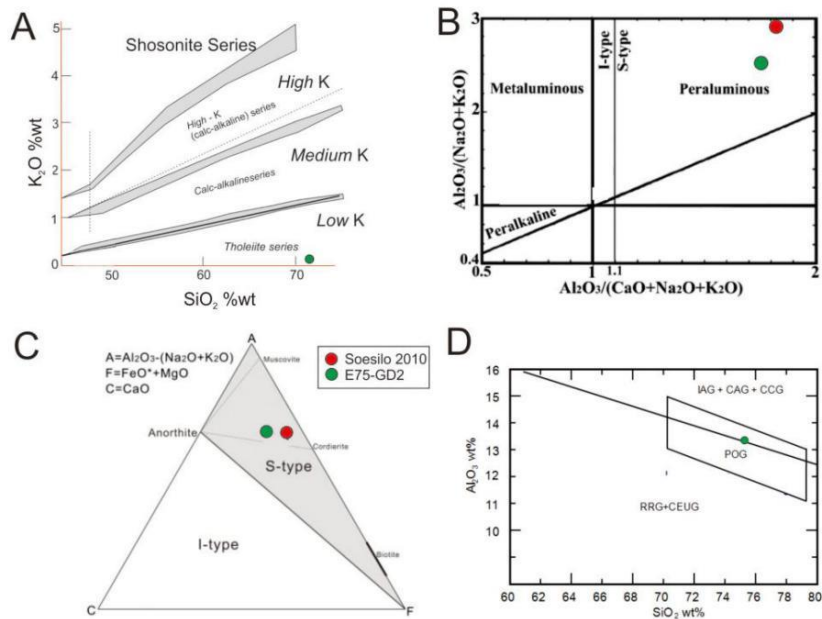 A
K2O %wt
5
4
3
2
1
0
Shosonite Series
High K
High - K
(calc-alkaline) series
Medium K
Calc-alkalineseries
Low K
Tholeiite series
50
60
70
SiO2 %wt
B
Al2O3/(Na2O+K2O)
3
2
1
0.4
Metaluminous
I-type
S-type
Peraluminous
Peralkaline
0.5
1
1.1
2
Al2O3/(CaO+Na2O+K2O)
C
A=Al2O3-(Na2O+K2O)
F=FeO*+MgO
C=CaO
A
Muscovite
Soesilo 2010
E75-GD2
Anorthite
Cordierite
S-type
I-type
Biotite
C
F
D
Al2O3 wt%
16
15
14
13
12
11
10
9
IAG + CAG + CCG
POG
RRG+CEUG
60
62
64
66
68
70
72
74
76
78
80
SiO2 wt%